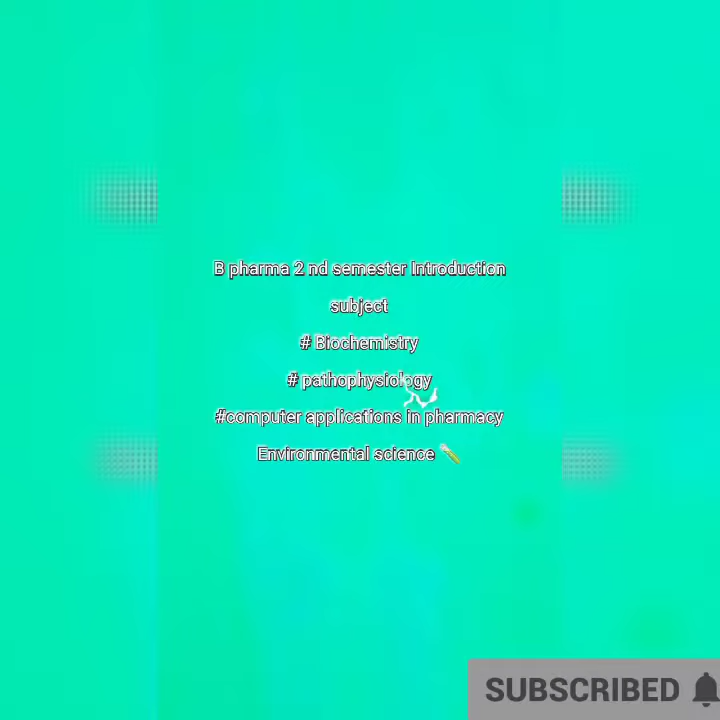 B pharma 2 nd semester Introduction
subject
# Biochemistry
# pathophysiology
#computer applications in pharmacy
Environmental science
SUBSCRIBED